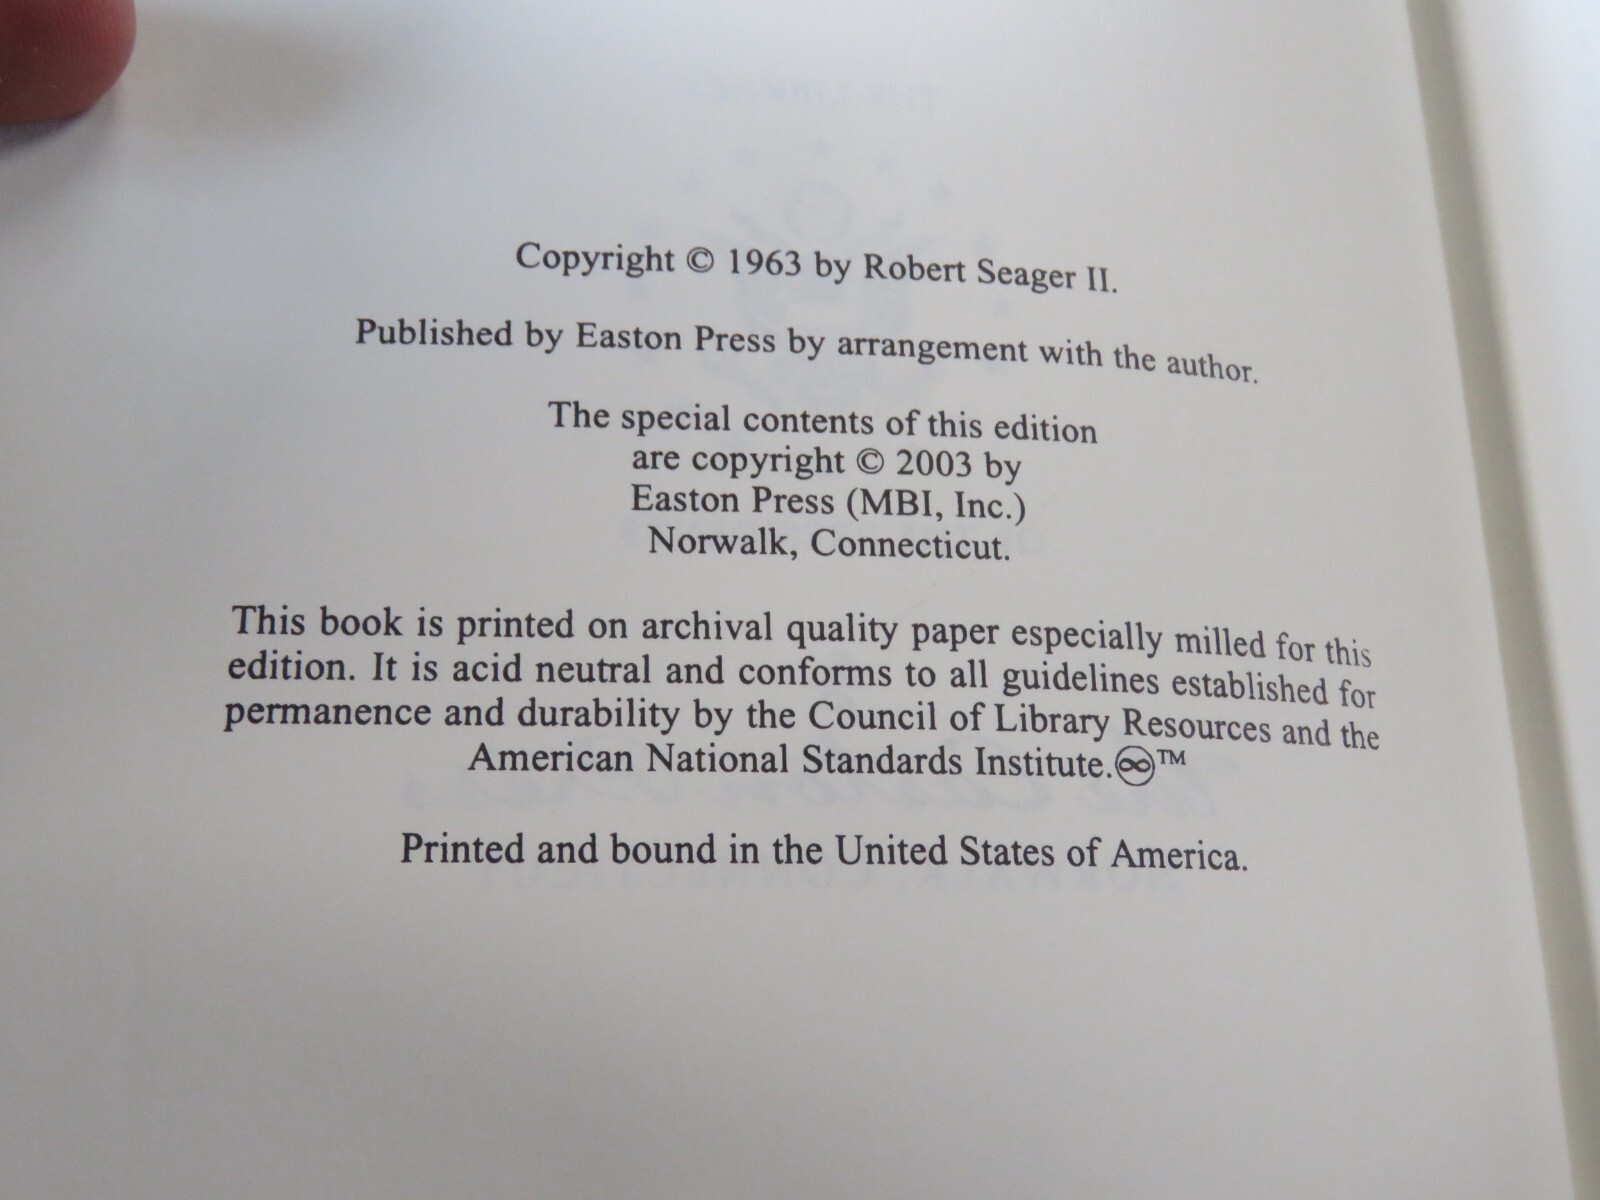 Copyright © 1963 by Robert Seager II.
Published by Easton Press by arrangement with the author.
The special contents of this edition
are copyright © 2003 by
Easton Press (MBI, Inc.)
Norwalk, Connecticut.
This book is printed on archival quality paper especially milled for this
edition. It is acid neutral and conforms to all guidelines established for
permanence and durability by the Council of Library Resources and the
American National Standards Institute.♾™
Printed and bound in the United States of America.